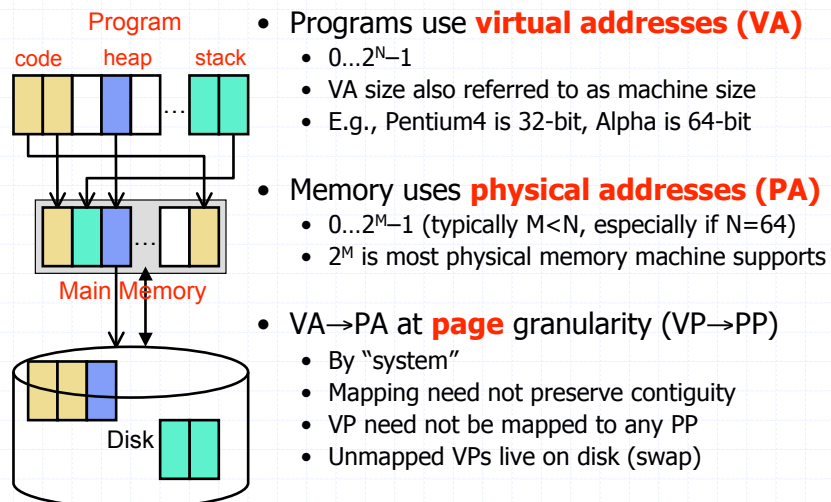 Program
code heap stack
...
...
Main Memory
Disk
• Programs use virtual addresses (VA)
• 0…2ᴺ–1
• VA size also referred to as machine size
• E.g., Pentium4 is 32-bit, Alpha is 64-bit
• Memory uses physical addresses (PA)
• 0…2ᴹ–1 (typically M<N, especially if N=64)
• 2ᴹ is most physical memory machine supports
• VA→PA at page granularity (VP→PP)
• By “system”
• Mapping need not preserve contiguity
• VP need not be mapped to any PP
• Unmapped VPs live on disk (swap)